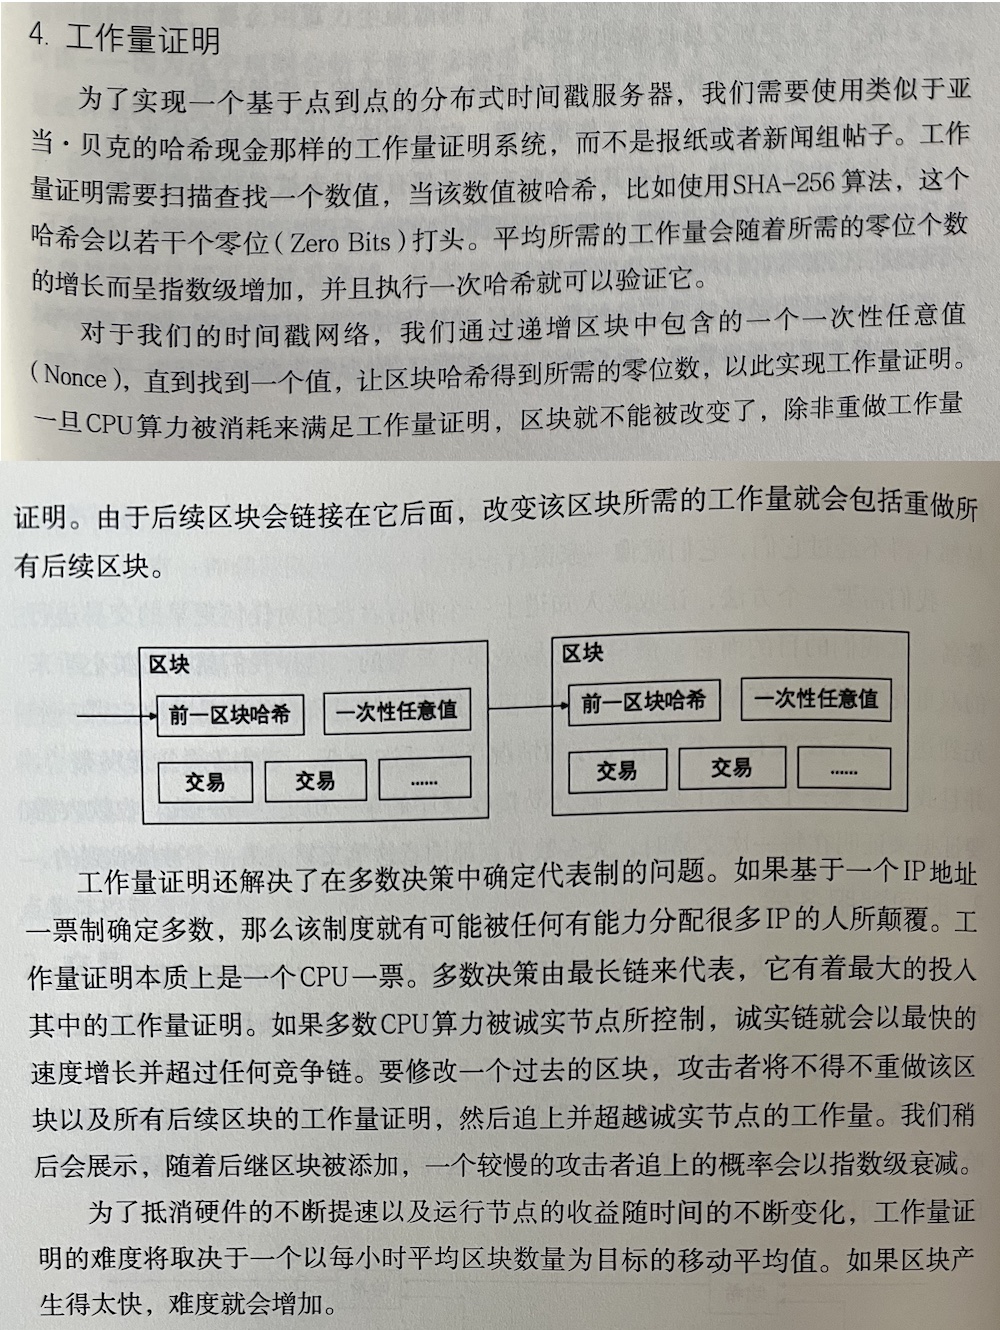 4. 工作量证明
为了实现一个基于点到点的分布式时间戳服务器，我们需要使用类似于亚
当·贝克的哈希现金那样的工作量证明系统，而不是报纸或者新闻组帖子。工作
量证明需要扫描查找一个数值，当该数值被哈希，比如使用SHA-256算法，这个
哈希会以若干个零位（Zero Bits）打头。平均所需的工作量会随着所需的零位个数
的增长而呈指数级增加，并且执行一次哈希就可以验证它。
对于我们的时间戳网络，我们通过递增区块中包含的一个一次性任意值
（Nonce），直到找到一个值，让区块哈希得到所需的零位数，以此实现工作量证明。
一旦CPU算力被消耗来满足工作量证明，区块就不能被改变了，除非重做工作量
证明。由于后续区块会链接在它后面，改变该区块所需的工作量就会包括重做所
有后续区块。
区块
前一区块哈希 一次性任意值
交易 交易 ……
区块
前一区块哈希 一次性任意值
交易 交易 ……
工作量证明还解决了在多数决策中确定代表制的问题。如果基于一个IP地址
一票制确定多数，那么该制度就有可能被任何有能力分配很多IP的人所颠覆。工
作量证明本质上是一个CPU一票。多数决策由最长链来代表，它有着最大的投入
其中的工作量证明。如果多数CPU算力被诚实节点所控制，诚实链就会以最快的
速度增长并超过任何竞争链。要修改一个过去的区块，攻击者将不得不重做该区
块以及所有后续区块的工作量证明，然后追上并超越诚实节点的工作量。我们稍
后会展示，随着后继区块被添加，一个较慢的攻击者追上的概率会以指数级衰减。
为了抵消硬件的不断提速以及运行节点的收益随时间的不断变化，工作量证
明的难度将取决于一个以每小时平均区块数量为目标的移动平均值。如果区块产
生得太快，难度就会增加。